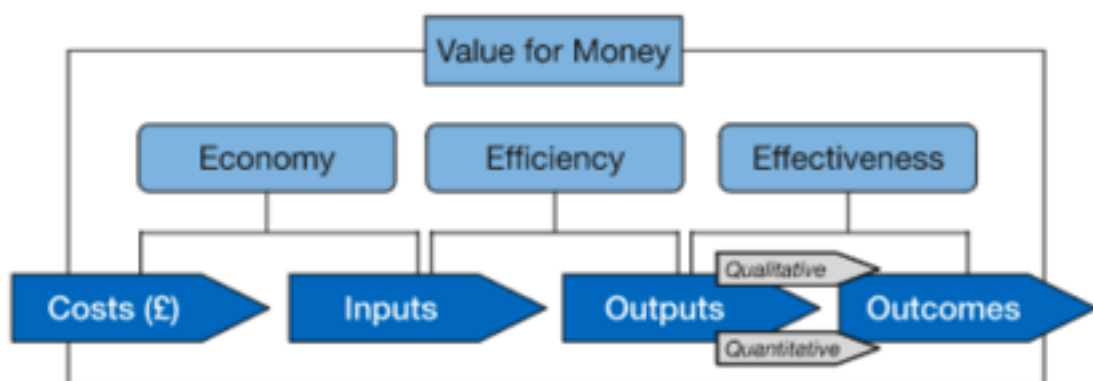 Value for Money
Economy
Efficiency
Effectiveness
Qualitative
Costs (£)
Inputs
Outputs
Outcomes
Quantitative